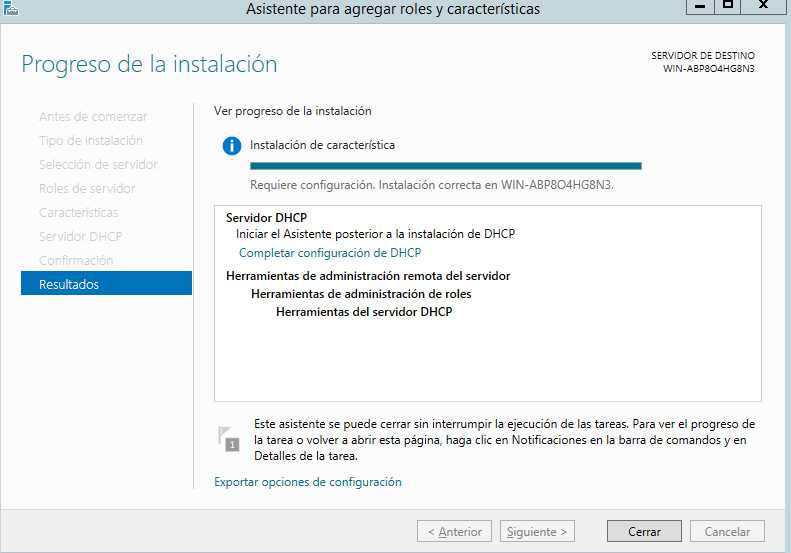 Asistente para agregar roles y características
Progreso de la instalación
SERVIDOR DE DESTINO
WIN-ABP8O4HG8N3
Antes de comenzar
Tipo de instalación
Selección de servidor
Roles de servidor
Características
Servidor DHCP
Confirmación
Resultados
Ver progreso de la instalación
Instalación de característica
Requiere configuración. Instalación correcta en WIN-ABP8O4HG8N3.
Servidor DHCP
Iniciar el Asistente posterior a la instalación de DHCP
Completar configuración de DHCP
Herramientas de administración remota del servidor
Herramientas de administración de roles
Herramientas del servidor DHCP
1
Este asistente se puede cerrar sin interrumpir la ejecución de las tareas. Para ver el progreso de
la tarea o volver a abrir esta página, haga clic en Notificaciones en la barra de comandos y en
Detalles de la tarea.
Exportar opciones de configuración
< Anterior
Siguiente >
Cerrar
Cancelar